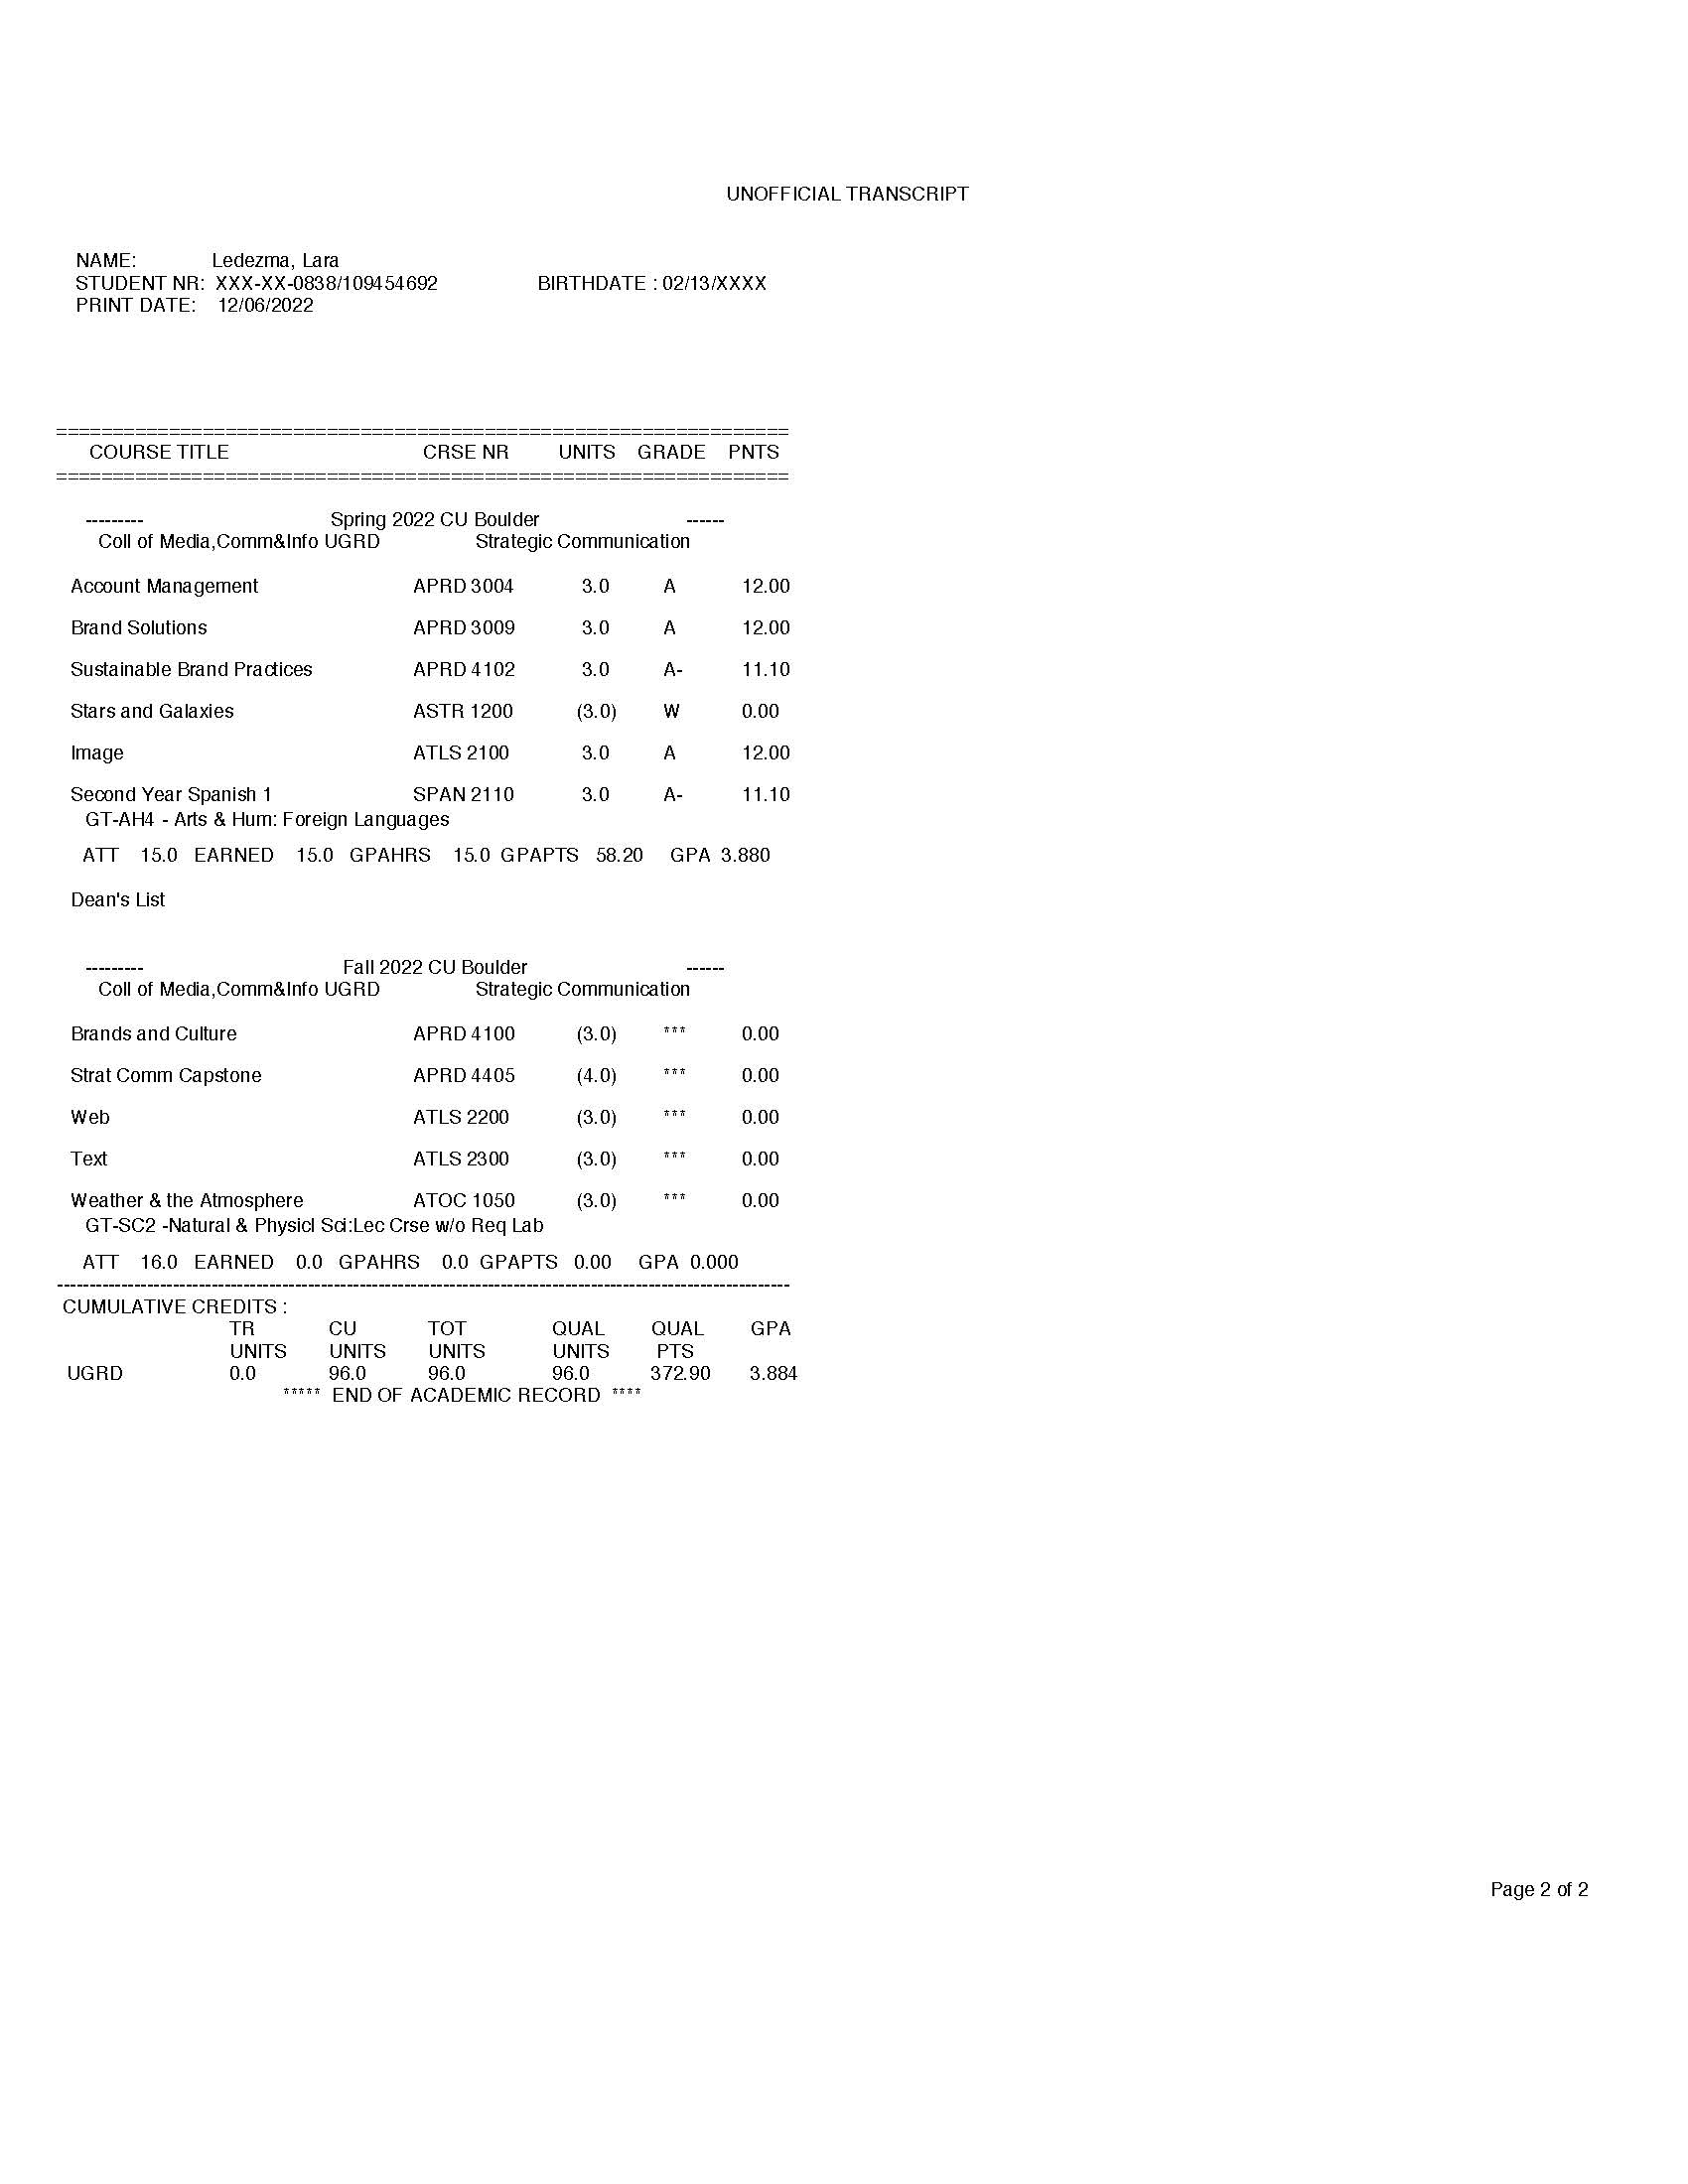 UNOFFICIAL TRANSCRIPT
NAME: Ledezma, Lara
STUDENT NR: XXX-XX-0838/109454692 BIRTHDATE : 02/13/XXXX
PRINT DATE: 12/06/2022
=================================================================
COURSE TITLE CRSE NR UNITS GRADE PNTS
=================================================================
--------- Spring 2022 CU Boulder ------
Coll of Media,Comm&Info UGRD Strategic Communication
Account Management APRD 3004 3.0 A 12.00
Brand Solutions APRD 3009 3.0 A 12.00
Sustainable Brand Practices APRD 4102 3.0 A- 11.10
Stars and Galaxies ASTR 1200 (3.0) W 0.00
Image ATLS 2100 3.0 A 12.00
Second Year Spanish 1 SPAN 2110 3.0 A- 11.10
GT-AH4 - Arts & Hum: Foreign Languages
ATT 15.0 EARNED 15.0 GPAHRS 15.0 GPAPTS 58.20 GPA 3.880
Dean's List
--------- Fall 2022 CU Boulder ------
Coll of Media,Comm&Info UGRD Strategic Communication
Brands and Culture APRD 4100 (3.0) *** 0.00
Strat Comm Capstone APRD 4405 (4.0) *** 0.00
Web ATLS 2200 (3.0) *** 0.00
Text ATLS 2300 (3.0) *** 0.00
Weather & the Atmosphere ATOC 1050 (3.0) *** 0.00
GT-SC2 -Natural & Physicl Sci:Lec Crse w/o Req Lab
ATT 16.0 EARNED 0.0 GPAHRS 0.0 GPAPTS 0.00 GPA 0.000
-----------------------------------------------------------------
CUMULATIVE CREDITS :
TR CU TOT QUAL QUAL GPA
UNITS UNITS UNITS UNITS PTS
UGRD 0.0 96.0 96.0 96.0 372.90 3.884
***** END OF ACADEMIC RECORD ****
Page 2 of 2